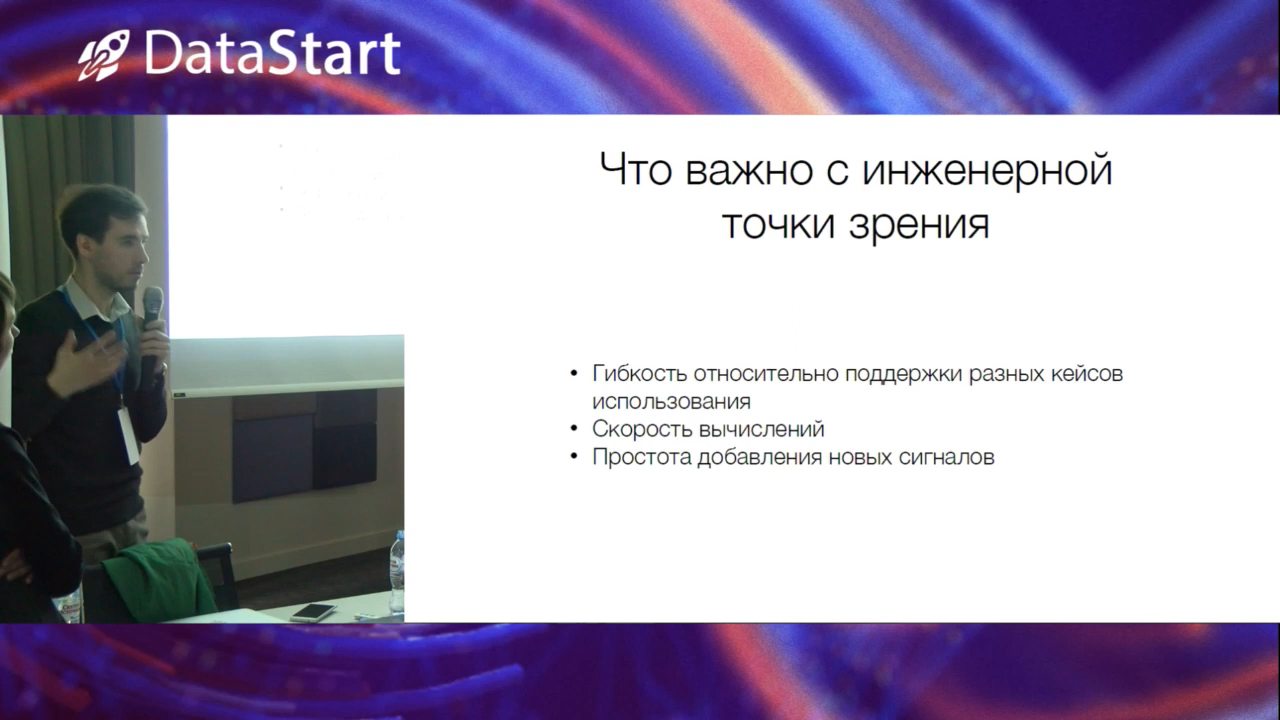 DataStart
Что важно с инженерной
точки зрения
• Гибкость относительно поддержки разных кейсов
использования
• Скорость вычислений
• Простота добавления новых сигналов